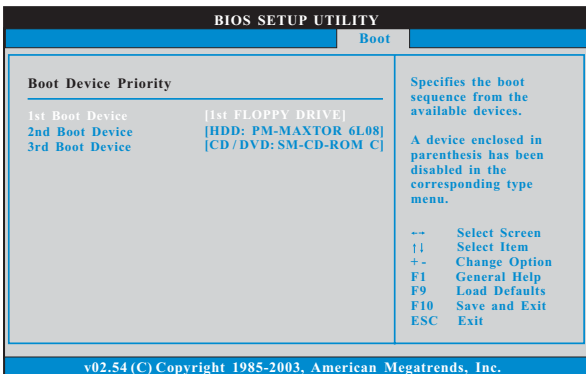 BIOS SETUP UTILITY
Boot
Boot Device Priority
1st Boot Device [1st FLOPPY DRIVE]
2nd Boot Device [HDD: PM-MAXTOR 6L08]
3rd Boot Device [CD/DVD: SM-CD-ROM C]
Specifies the boot
sequence from the
available devices.
A device enclosed in
parenthesis has been
disabled in the
corresponding type
menu.
←→ Select Screen
↑↓ Select Item
+- Change Option
F1 General Help
F9 Load Defaults
F10 Save and Exit
ESC Exit
v02.54 (C) Copyright 1985-2003, American Megatrends, Inc.